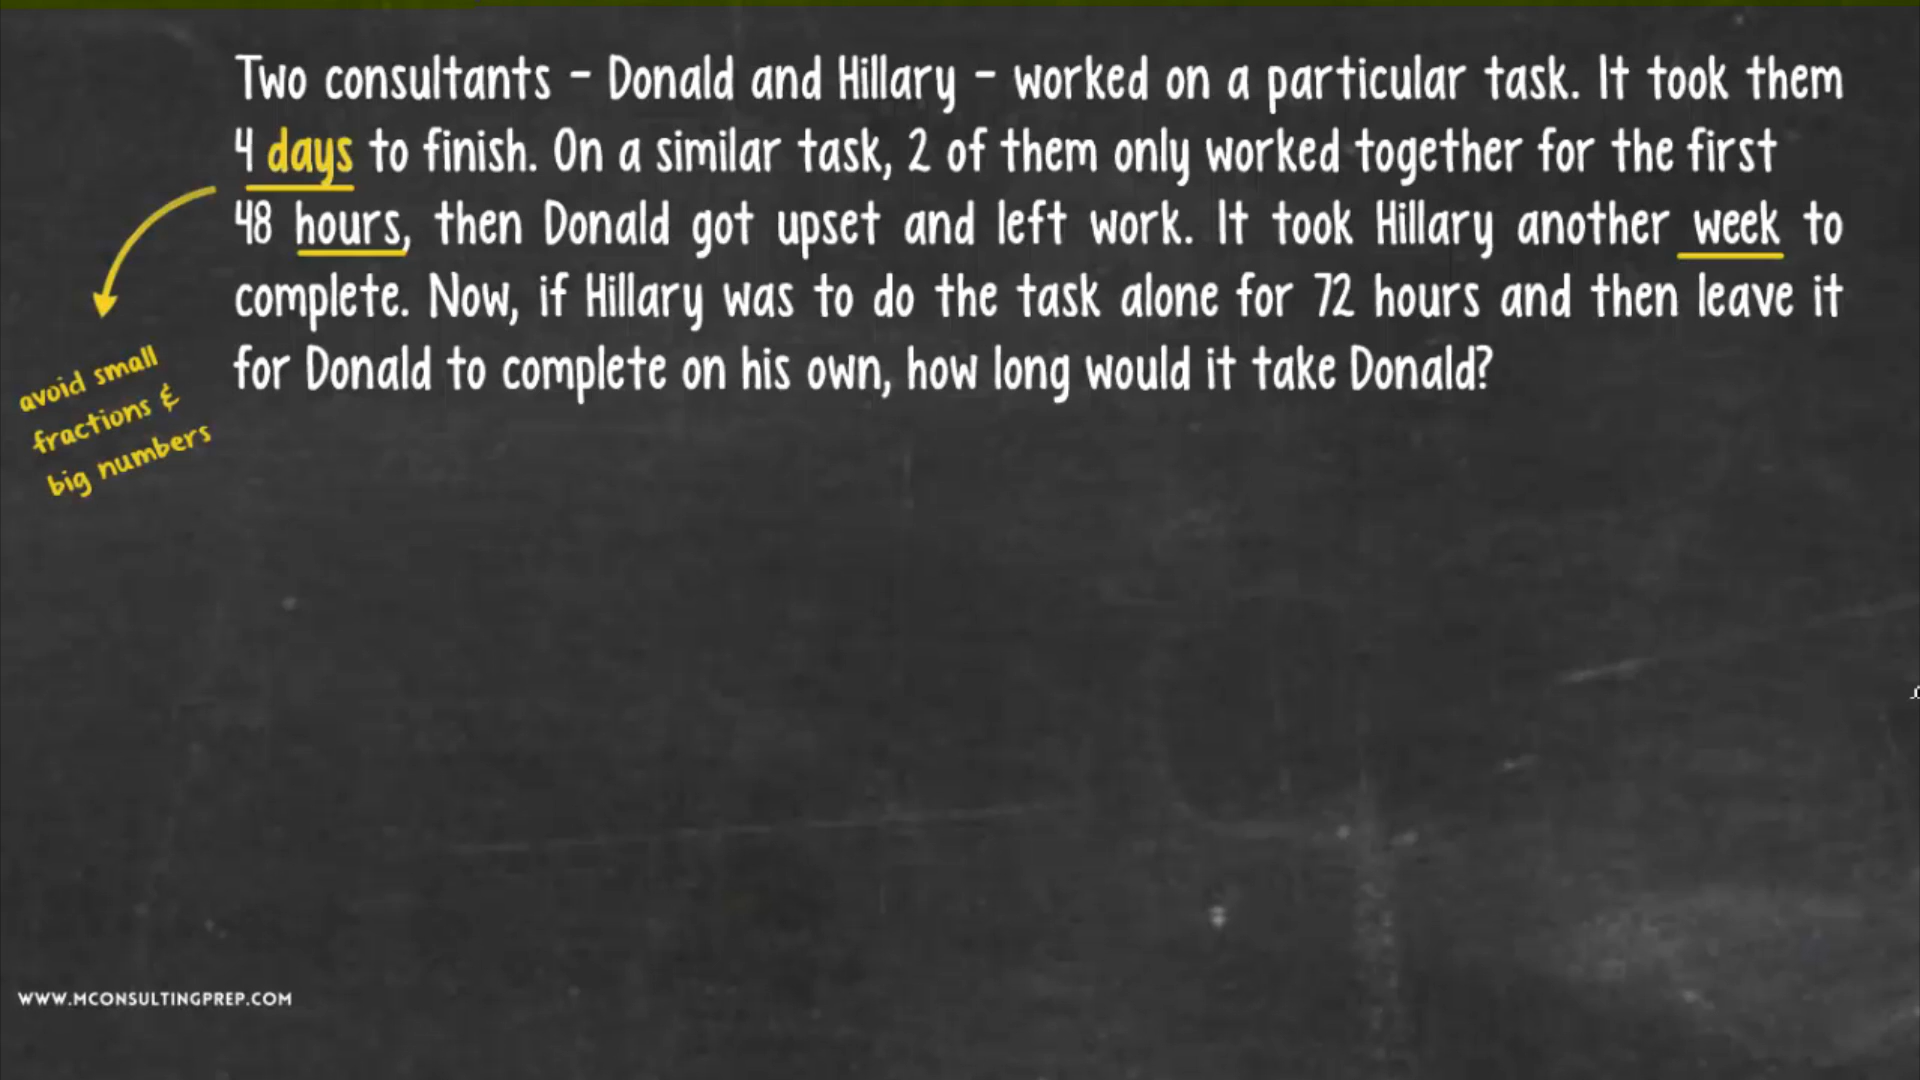 Two consultants - Donald and Hillary - worked on a particular task. It took them
4 days to finish. On a similar task, 2 of them only worked together for the first
48 hours, then Donald got upset and left work. It took Hillary another week to
complete. Now, if Hillary was to do the task alone for 72 hours and then leave it
for Donald to complete on his own, how long would it take Donald?
avoid small
fractions &
big numbers
WWW.MCONSULTINGPREP.COM